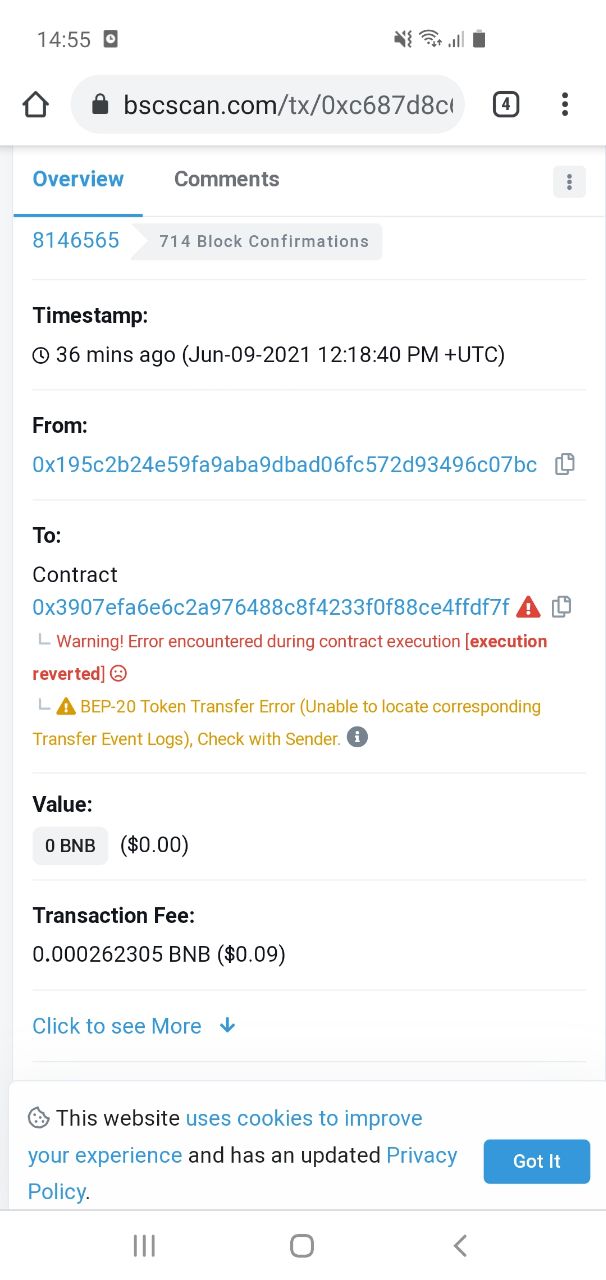 14:55
4
bscscan.com/tx/0xc687d8c
Overview
Comments
8146565
714 Block Confirmations
Timestamp:
36 mins ago (Jun-09-2021 12:18:40 PM +UTC)
From:
0x195c2b24e59fa9aba9dbad06fc572d93496c07bc
To:
Contract
0x3907efa6e6c2a976488c8f4233f0f88ce4ffdf7f
Warning! Error encountered during contract execution [execution
reverted]
BEP-20 Token Transfer Error (Unable to locate corresponding
Transfer Event Logs), Check with Sender.
Value:
0 BNB ($0.00)
Transaction Fee:
0.000262305 BNB ($0.09)
Click to see More
This website uses cookies to improve
your experience and has an updated Privacy
Policy.
Got It